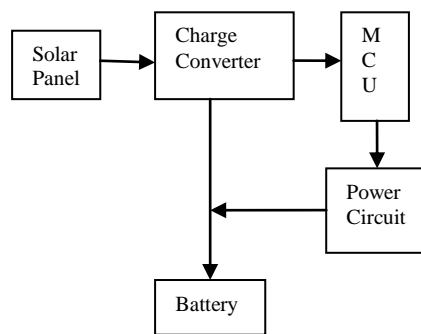 Solar
Panel
Charge
Converter
M
C
U
Power
Circuit
Battery